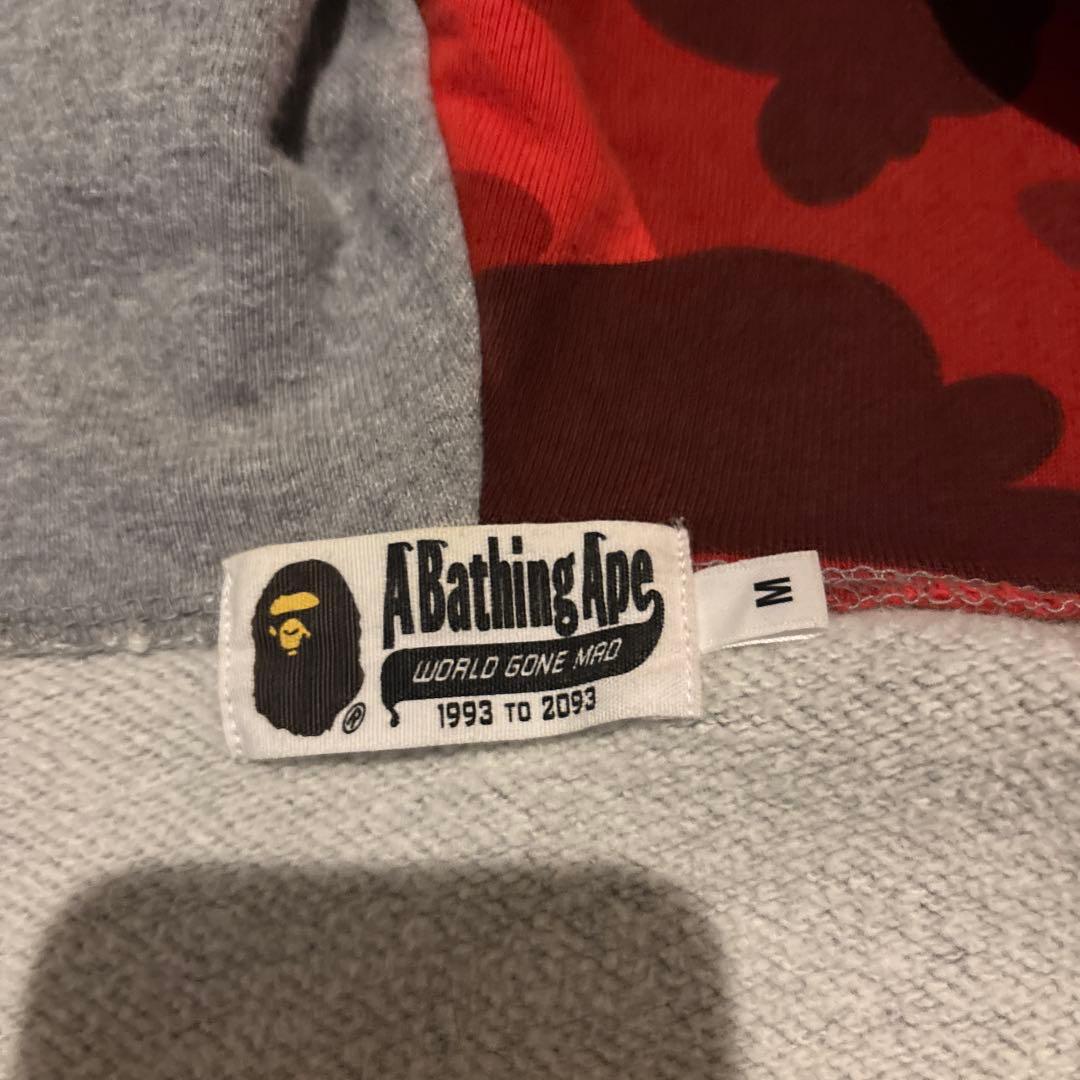 A Bathing Ape
WORLD GONE MAD
1993 TO 2093
®
M